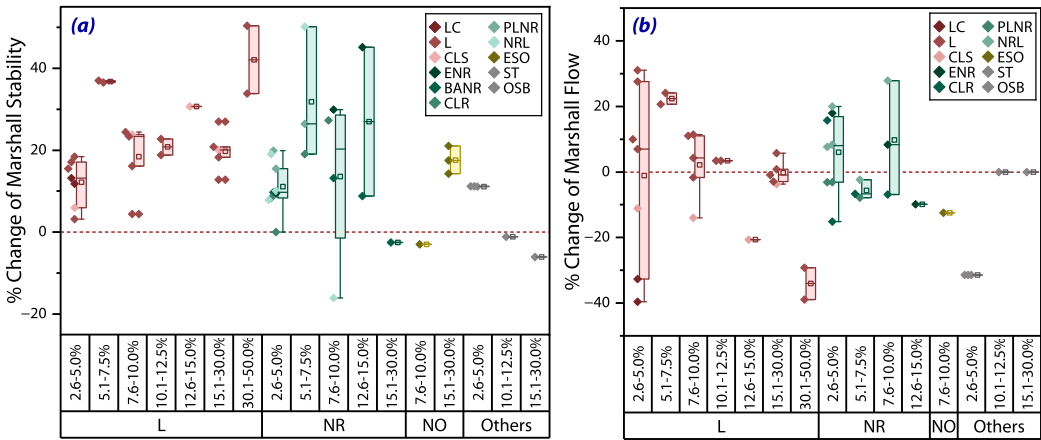 (a)
% Change of Marshall Stability
40
20
0
−20
LC
L
CLS
ENR
BANR
CLR
PLNR
NRL
ESO
ST
OSB
2.6-5.0%
5.1-7.5%
7.6-10.0%
10.1-12.5%
12.6-15.0%
15.1-30.0%
30.1-50.0%
2.6-5.0%
5.1-7.5%
7.6-10.0%
12.6-15.0%
15.1-30.0%
7.6-10.0%
15.1-30.0%
2.6-5.0%
10.1-12.5%
15.1-30.0%
L
NR
NO
Others
(b)
% Change of Marshall Flow
40
20
0
−20
−40
LC
L
CLS
ENR
CLR
PLNR
NRL
ESO
ST
OSB
2.6-5.0%
5.1-7.5%
7.6-10.0%
10.1-12.5%
12.6-15.0%
15.1-30.0%
30.1-50.0%
2.6-5.0%
5.1-7.5%
7.6-10.0%
12.6-15.0%
7.6-10.0%
2.6-5.0%
10.1-12.5%
15.1-30.0%
L
NR
NO
Others